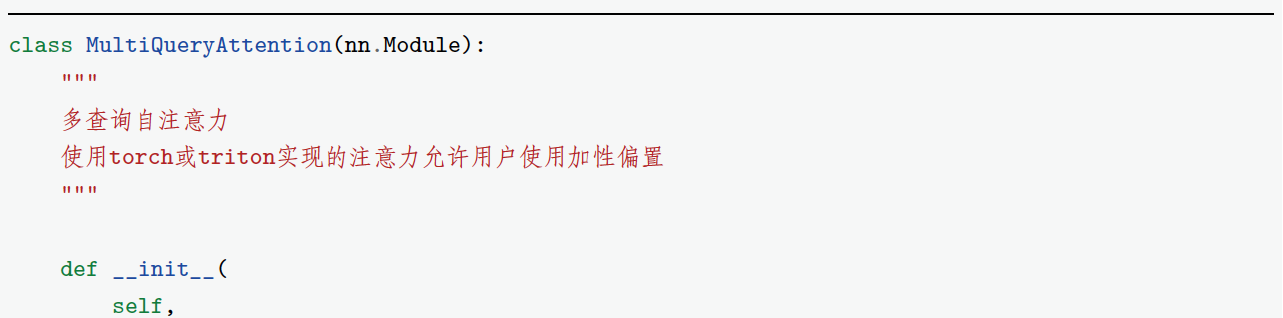 class MultiQueryAttention(nn.Module):
    """
    多查询自注意力
    使用torch或triton实现的注意力允许用户使用加性偏置
    """
    def __init__(
        self,